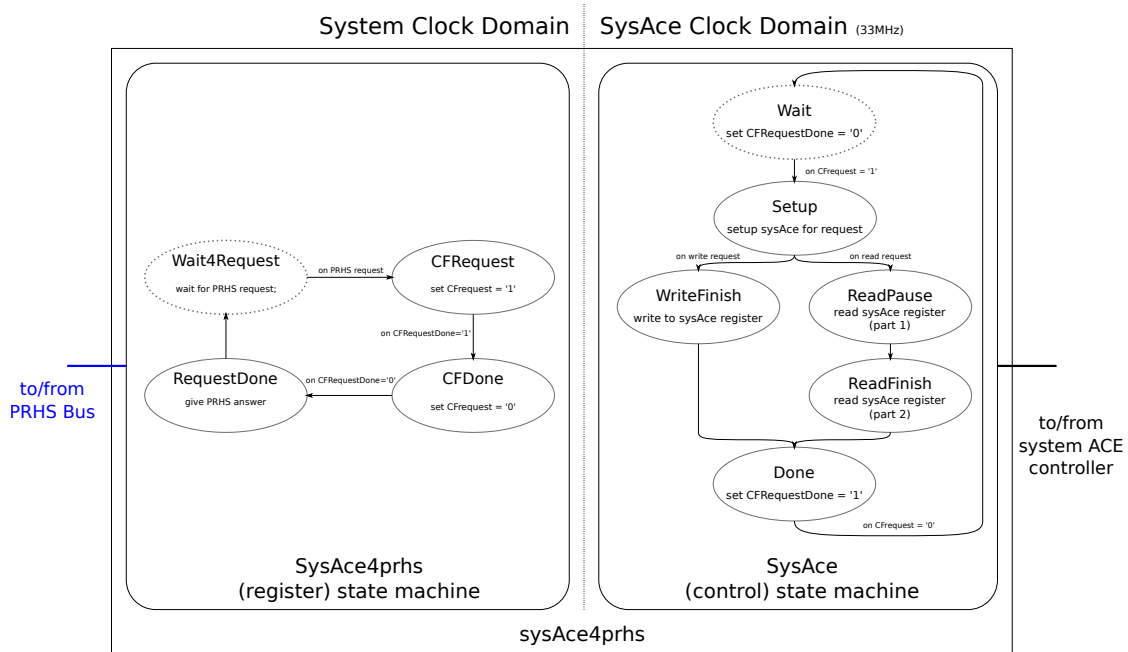 System Clock Domain
SysAce Clock Domain (33MHz)
Wait4Request
wait for PRHS request;
on PRHS request
CFRequest
set CFrequest = '1'
on CFRequestDone='1'
RequestDone
give PRHS answer
on CFRequestDone='0'
CFDone
set CFrequest = '0'
SysAce4prhs
(register) state machine
to/from
PRHS Bus
Wait
set CFRequestDone = '0'
on CFrequest = '1'
Setup
setup sysAce for request
on write request
on read request
WriteFinish
write to sysAce register
ReadPause
read sysAce register
(part 1)
ReadFinish
read sysAce register
(part 2)
Done
set CFRequestDone = '1'
on CFrequest = '0'
SysAce
(control) state machine
to/from
system ACE
controller
sysAce4prhs